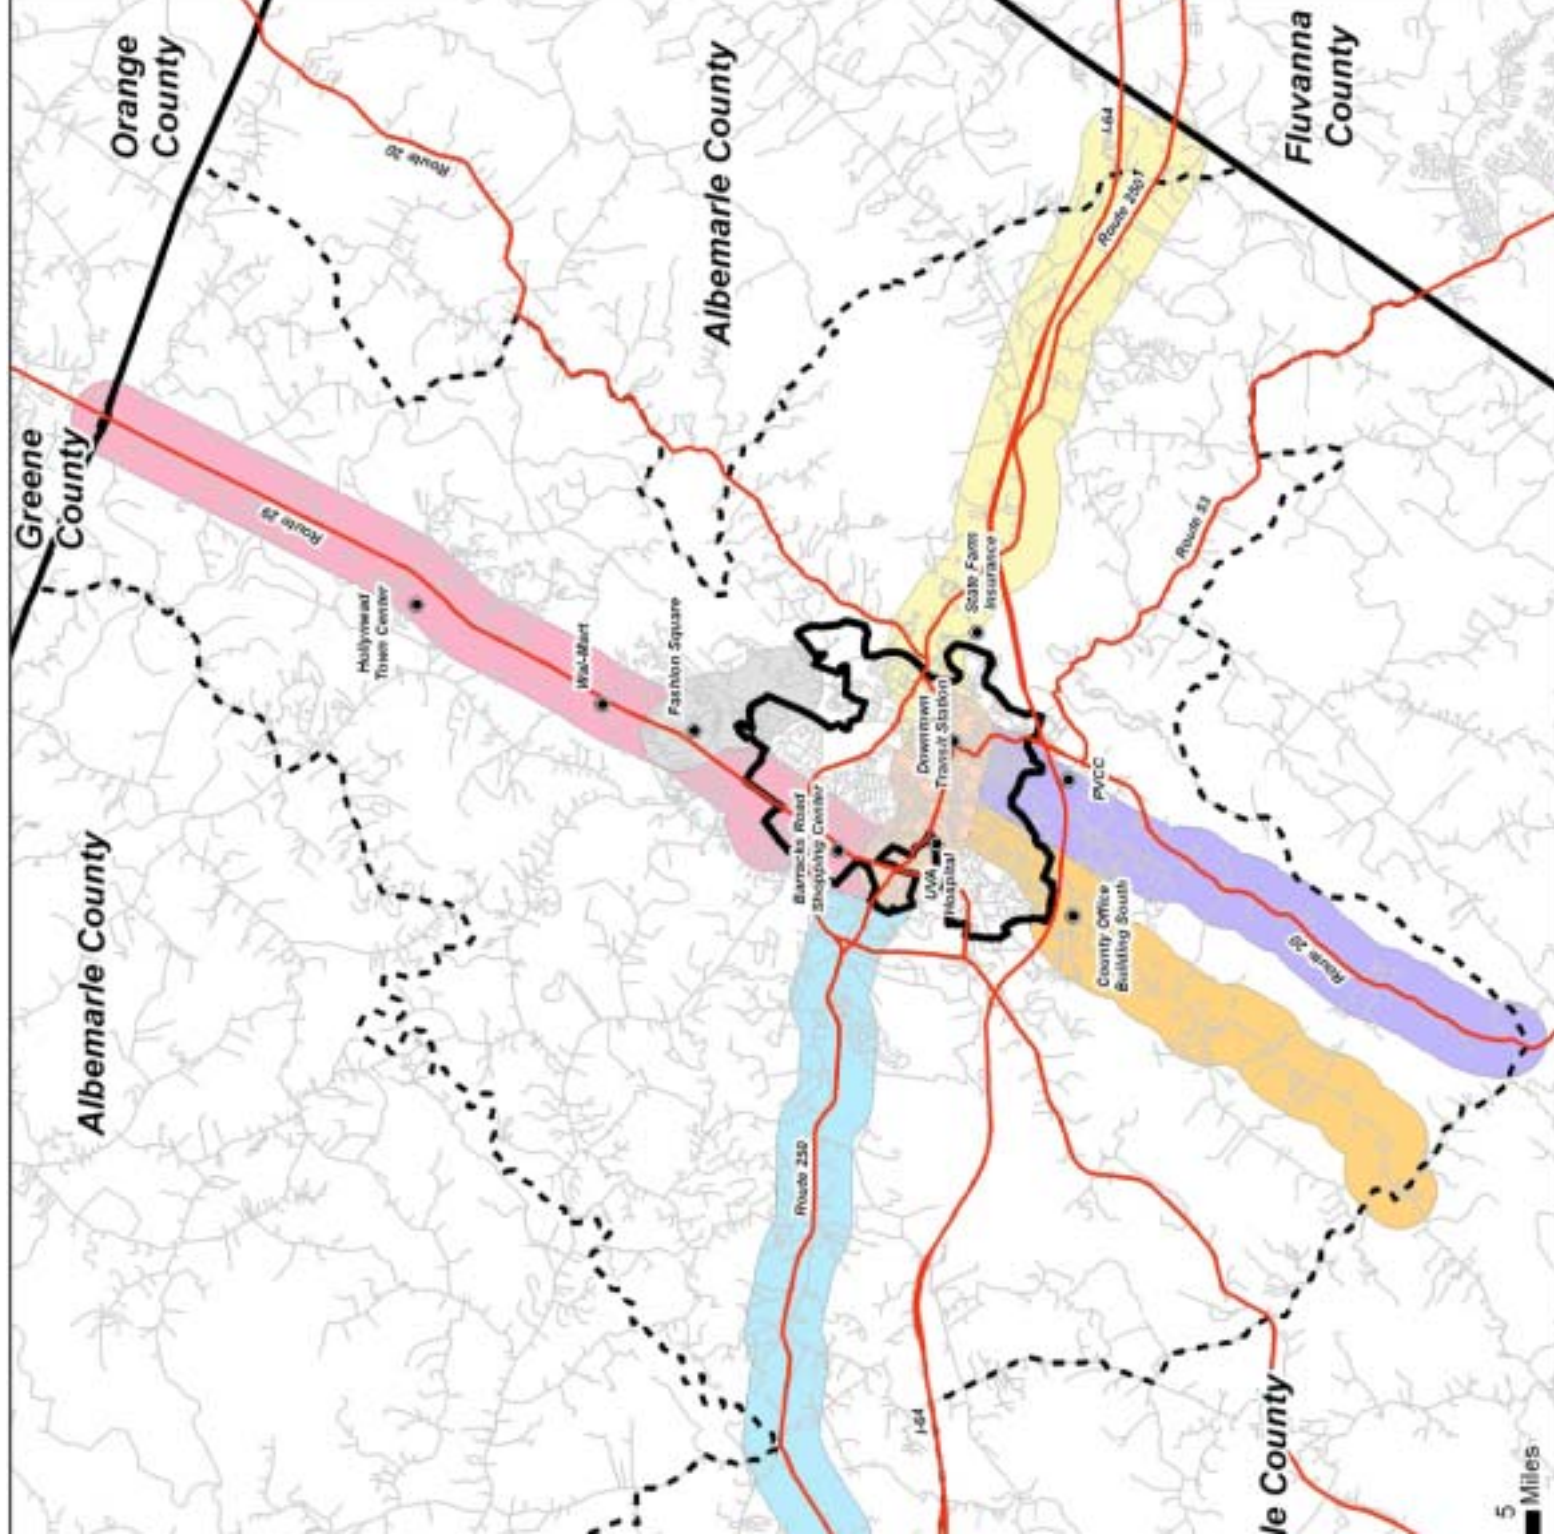 Orange
County
Greene
County
Route 20
Albemarle County
I-64
Route 250
Fluvanna
County
Route 29
Hollymead
Town Center
Wal-Mart
Fashion Square
State Farm
Insurance
Route 53
Downtown
Transit Station
Barracks Road
Shopping Center
PVCC
UVA
Hospital
County Office
Building South
Albemarle County
Route 20
Route 250
I-64
le County
5
Miles